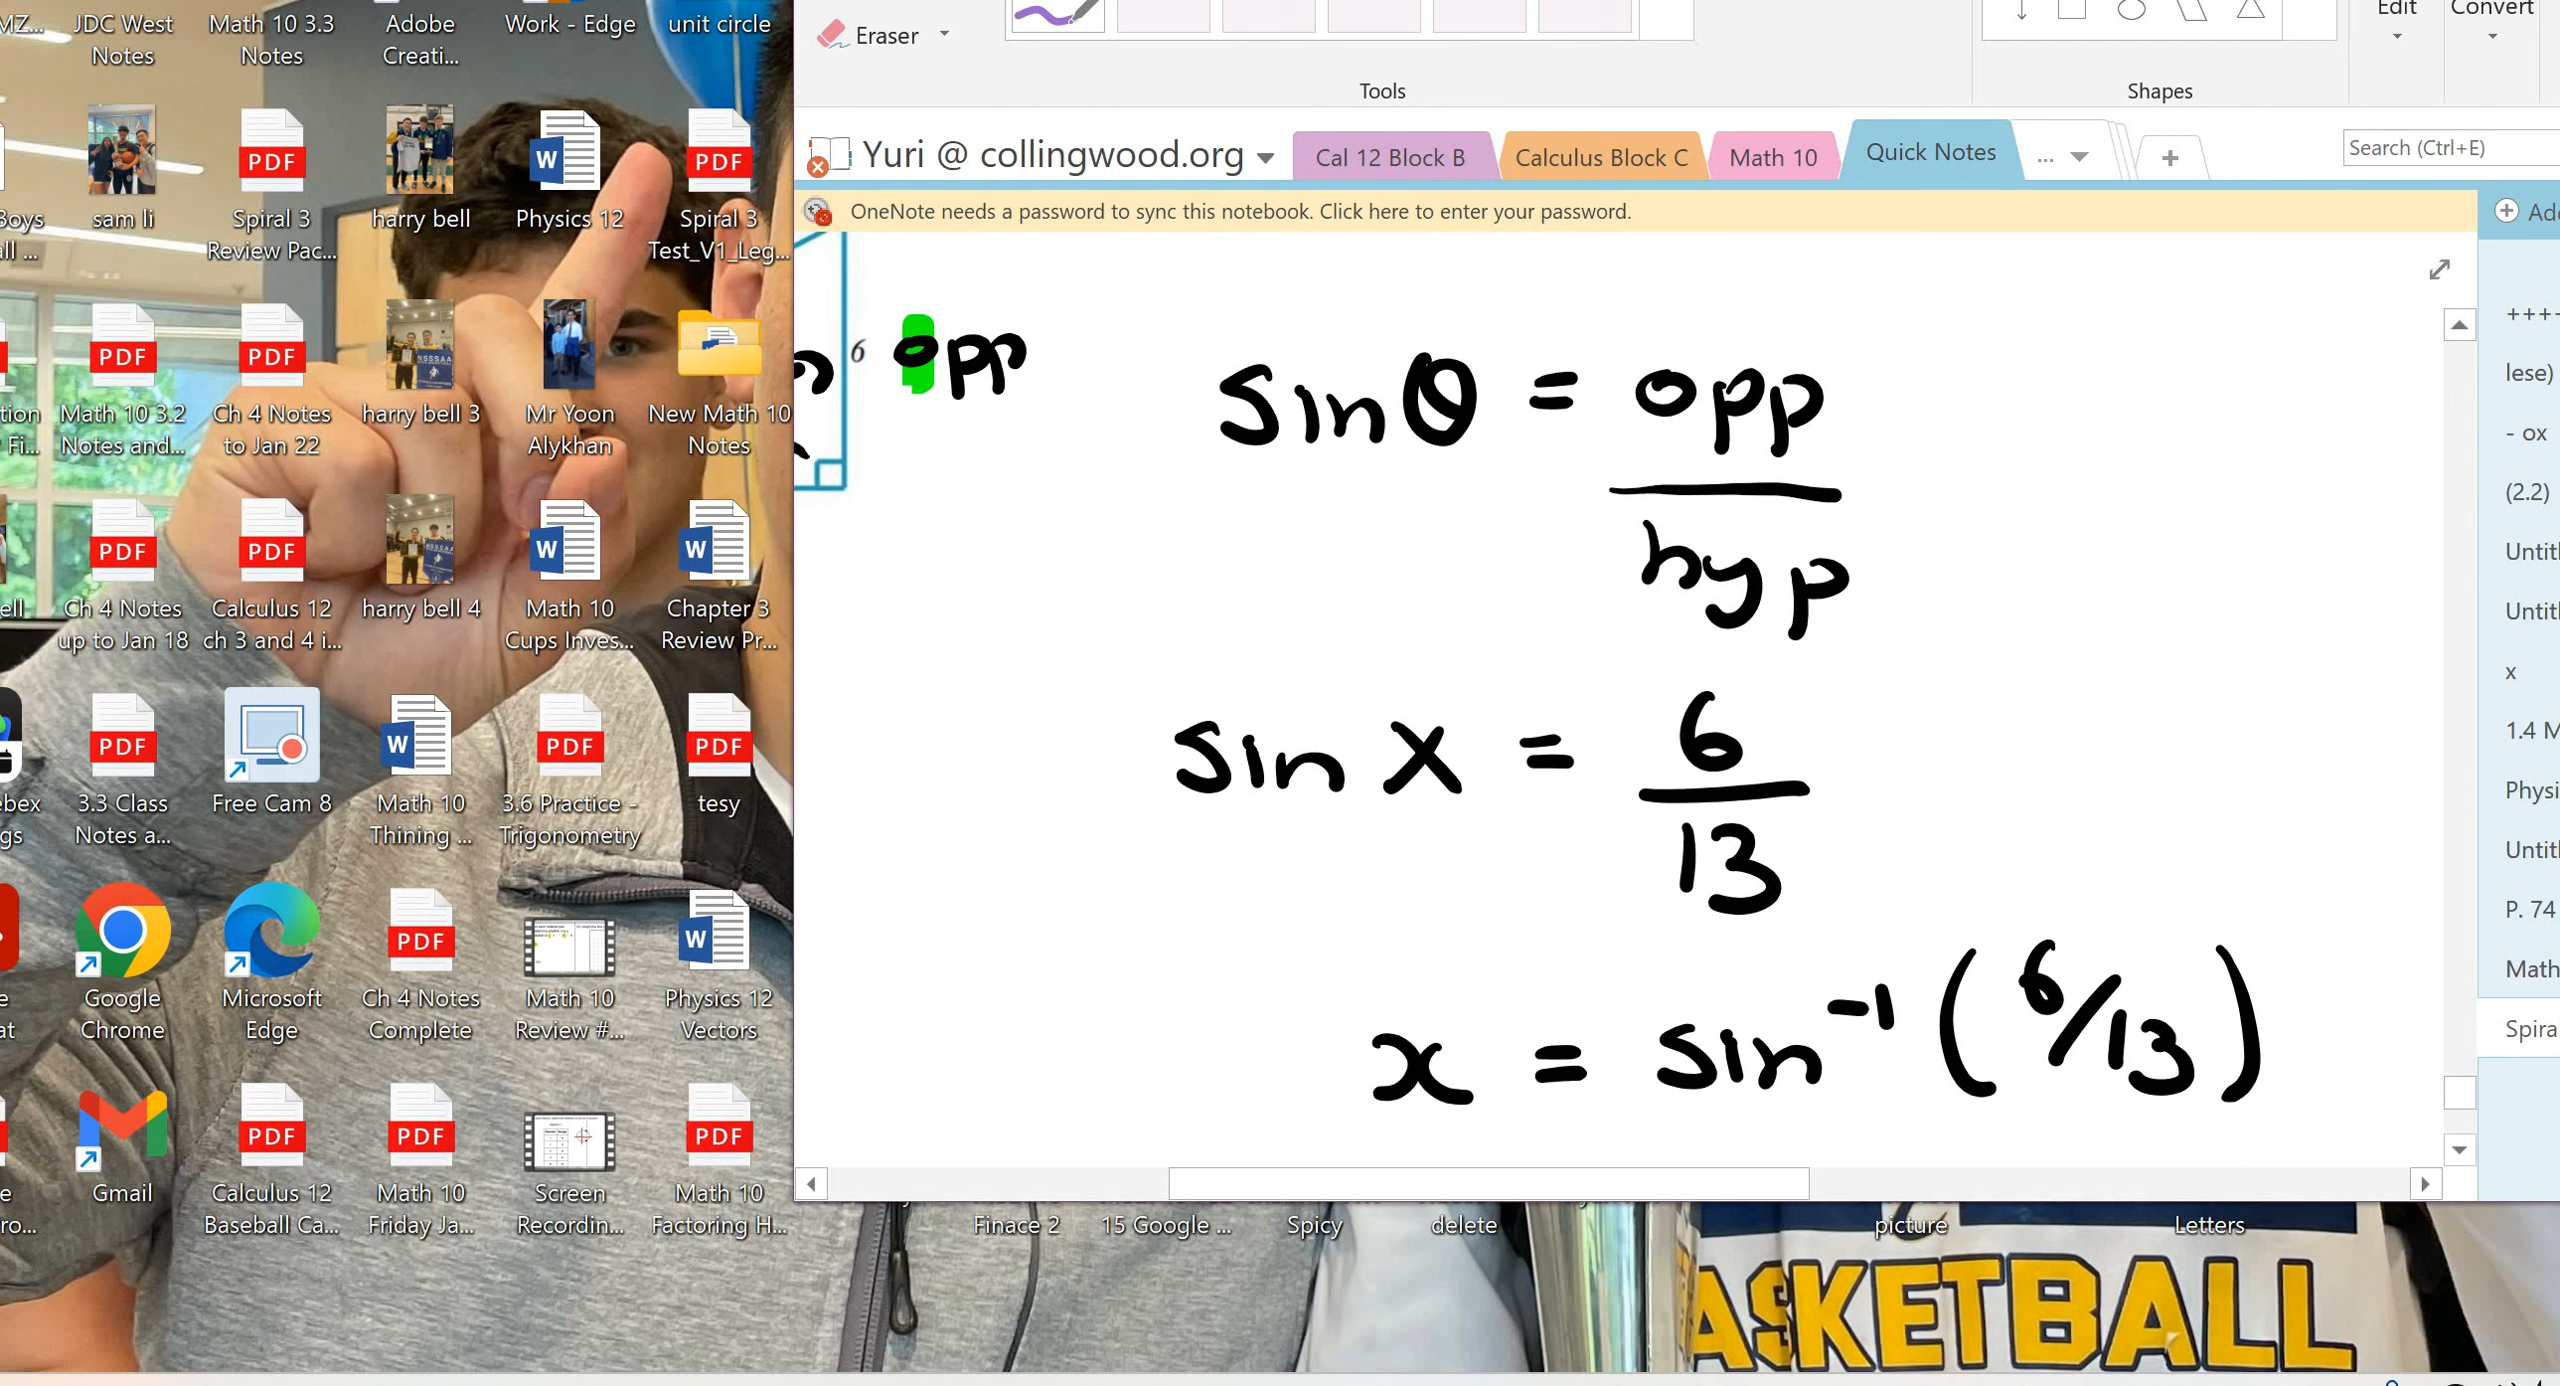 JDC West
Notes
Math 10 3.3
Notes
Adobe
Creati...
Work - Edge
unit circle
sam li
Spiral 3
Review Pac...
harry bell
Physics 12
Spiral 3
Test_V1_Leg...
Math 10 3.2
Notes and...
Ch 4 Notes
to Jan 22
harry bell 3
Mr Yoon
Alykhan
New Math 10
Notes
Ch 4 Notes
up to Jan 18
Calculus 12
ch 3 and 4 i...
harry bell 4
Math 10
Cups Inves...
Chapter 3
Review Pr...
3.3 Class
Notes a...
Free Cam 8
Math 10
Thining ...
3.6 Practice -
Trigonometry
tesy
Google
Chrome
Microsoft
Edge
Ch 4 Notes
Complete
Math 10
Review #...
Physics 12
Vectors
Gmail
Calculus 12
Baseball Ca...
Math 10
Friday Ja...
Screen
Recordin...
Math 10
Factoring H...
Eraser
Tools
Shapes
Edit
Convert
Yuri @ collingwood.org
Cal 12 Block B
Calculus Block C
Math 10
Quick Notes
...
Search (Ctrl+E)
OneNote needs a password to sync this notebook. Click here to enter your password.
6 opp
sin θ = opp
hyp
sin X = 6
13
x = sin⁻¹ (6/13)
++++
lese)
- ox
(2.2)
Untitl
Untitl
x
1.4 M
Physi
Untitl
P. 74
Math
Spira
Finace 2
15 Google ...
Spicy
delete
picture
Letters
ASKETBALL